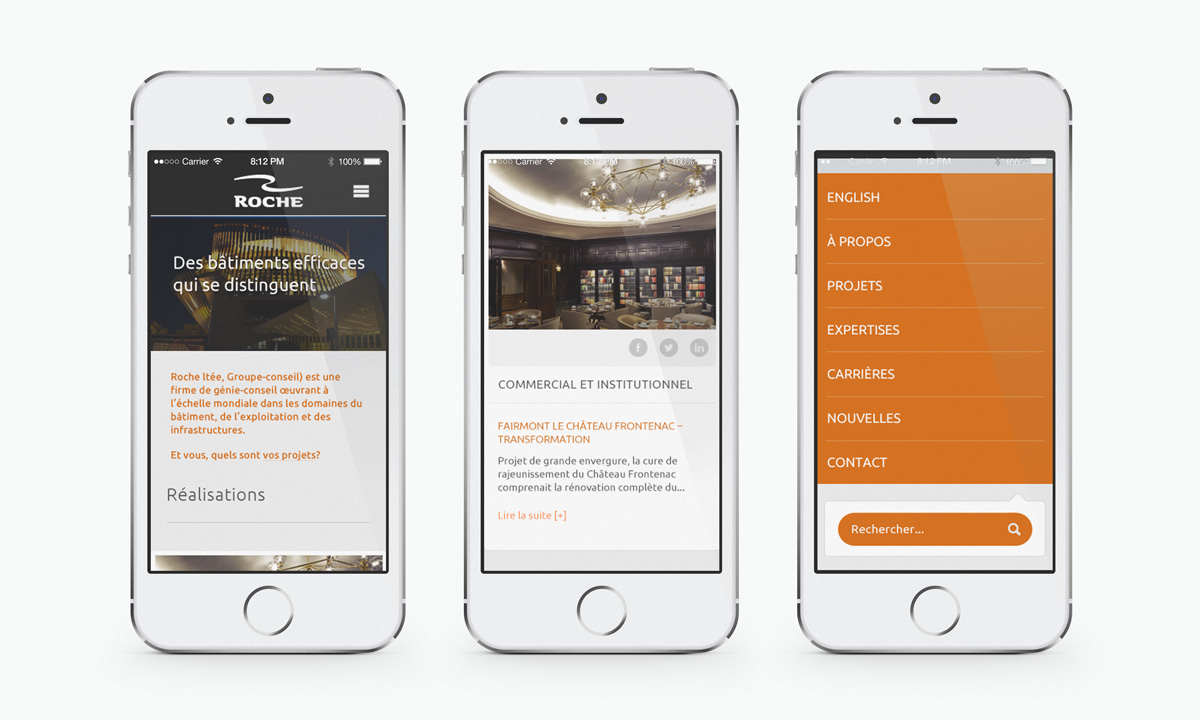 Carrier 8:12 PM 100%
ROCHE
Des bâtiments efficaces
qui se distinguent
Roche ltée, Groupe-conseil) est une
firme de génie-conseil œuvrant à
l'échelle mondiale dans les domaines du
bâtiment, de l'exploitation et des
infrastructures.
Et vous, quels sont vos projets?
Réalisations
Carrier 8:12 PM 100%
f in
COMMERCIAL ET INSTITUTIONNEL
FAIRMONT LE CHÂTEAU FRONTENAC –
TRANSFORMATION
Projet de grande envergure, la cure de
rajeunissement du Château Frontenac
comprenait la rénovation complète du...
Lire la suite [+]
Carrier 8:12 PM 100%
ENGLISH
À PROPOS
PROJETS
EXPERTISES
CARRIÈRES
NOUVELLES
CONTACT
Rechercher...